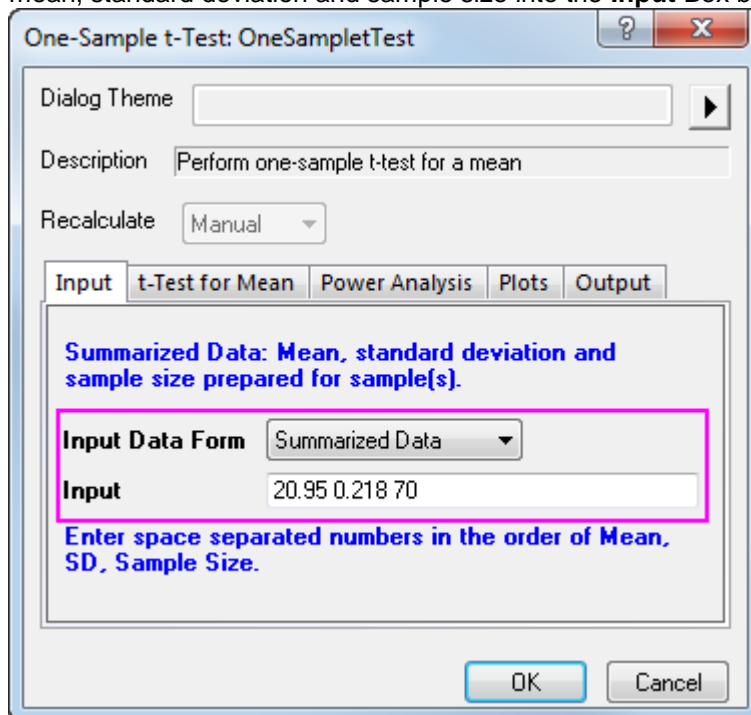 mean, standard deviation and sample size into the Input Box b
One-Sample t-Test: OneSampletTest
Dialog Theme
Description Perform one-sample t-test for a mean
Recalculate Manual
Input t-Test for Mean Power Analysis Plots Output
Summarized Data: Mean, standard deviation and
sample size prepared for sample(s).
Input Data Form Summarized Data
Input 20.95 0.218 70
Enter space separated numbers in the order of Mean,
SD, Sample Size.
OK Cancel